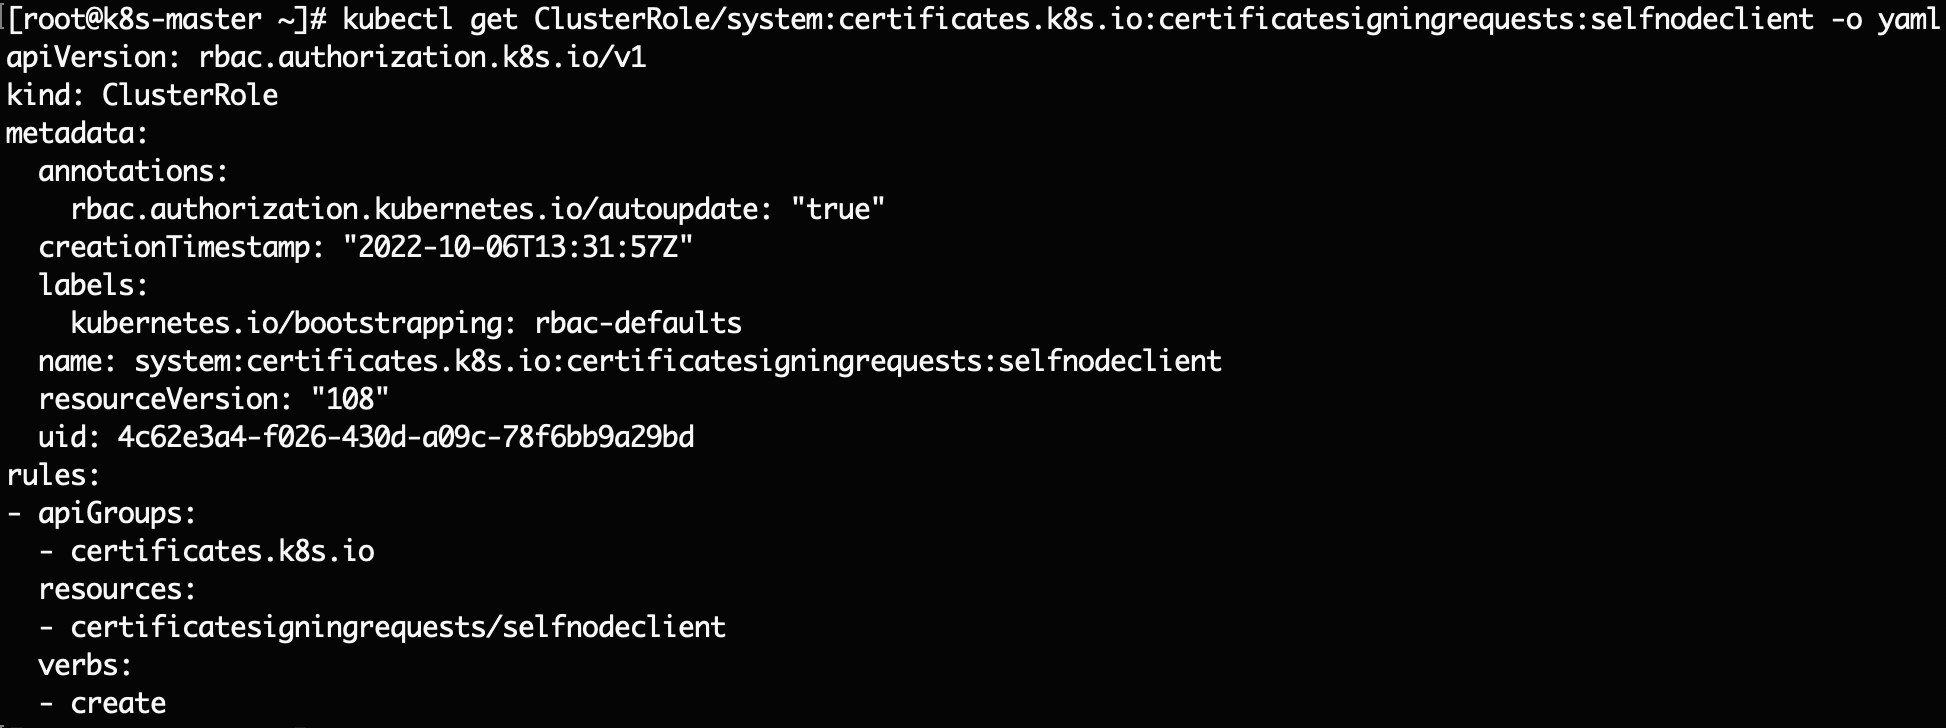 [root@k8s-master ~]# kubectl get ClusterRole/system:certificates.k8s.io:certificatesigningrequests:selfnodeclient -o yaml
apiVersion: rbac.authorization.k8s.io/v1
kind: ClusterRole
metadata:
  annotations:
    rbac.authorization.kubernetes.io/autoupdate: "true"
  creationTimestamp: "2022-10-06T13:31:57Z"
  labels:
    kubernetes.io/bootstrapping: rbac-defaults
  name: system:certificates.k8s.io:certificatesigningrequests:selfnodeclient
  resourceVersion: "108"
  uid: 4c62e3a4-f026-430d-a09c-78f6bb9a29bd
rules:
- apiGroups:
  - certificates.k8s.io
  resources:
  - certificatesigningrequests/selfnodeclient
  verbs:
  - create